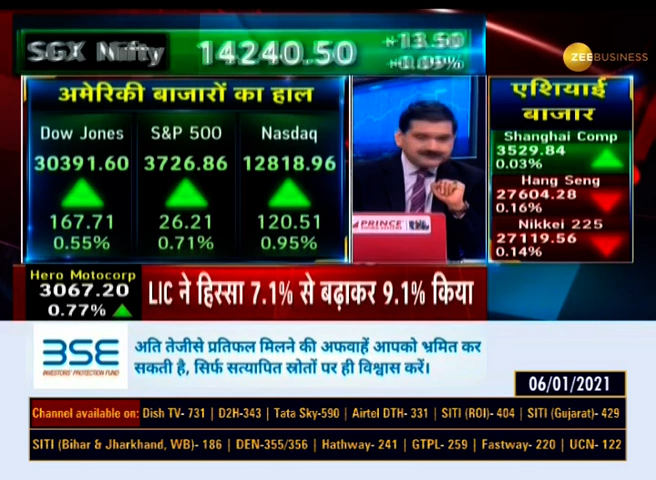 SGX Nifty 14240.50
ZEE BUSINESS
अमेरिकी बाजारों का हाल
Dow Jones S&P 500 Nasdaq
30391.60 3726.86 12818.96
167.71 26.21 120.51
0.55% 0.71% 0.95%
PRINCE
एशियाई
बाजार
Shanghai Comp
3529.84
0.03%
Hang Seng
27604.28
0.16%
Nikkei 225
27119.56
0.14%
Hero Motocorp
3067.20
0.77%
LIC ने हिस्सा 7.1% से बढ़ाकर 9.1% किया
BSE
INVESTORS' PROTECTION FUND
अति तेजीसे प्रतिफल मिलने की अफवाहें आपको भ्रमित कर
सकती है, सिर्फ सत्यापित स्रोतों पर ही विश्वास करें।
06/01/2021
Channel available on: Dish TV- 731 | D2H-343 | Tata Sky-590 | Airtel DTH- 331 | SITI (ROI)- 404 | SITI (Gujarat)- 429
SITI (Bihar & Jharkhand, WB)- 186 | DEN-355/356 | Hathway- 241 | GTPL- 259 | Fastway- 220 | UCN- 122